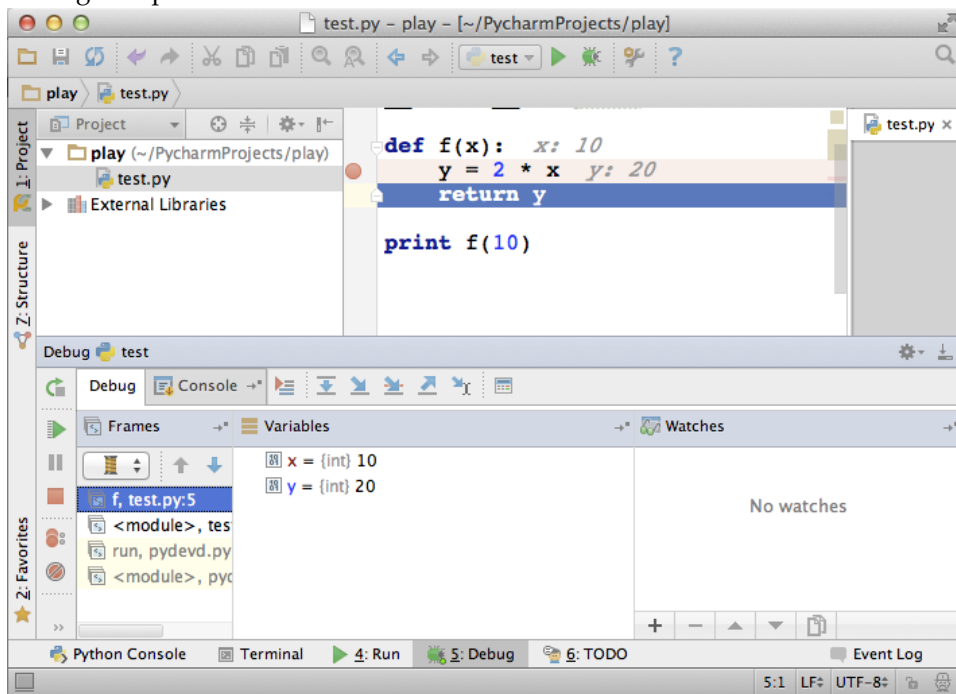 test.py – play – [~/PycharmProjects/play]
test
play test.py
1: Project
Project
play (~/PycharmProjects/play)
test.py
External Libraries
def f(x): x: 10
y = 2 * x y: 20
return y
print f(10)
test.py ×
Z: Structure
2: Favorites
Debug test
Debug Console
Frames
Variables
Watches
f, test.py:5
<module>, tes
run, pydevd.py
<module>, pyd
x = {int} 10
y = {int} 20
No watches
Python Console Terminal 4: Run 5: Debug 6: TODO Event Log
5:1 LF UTF-8